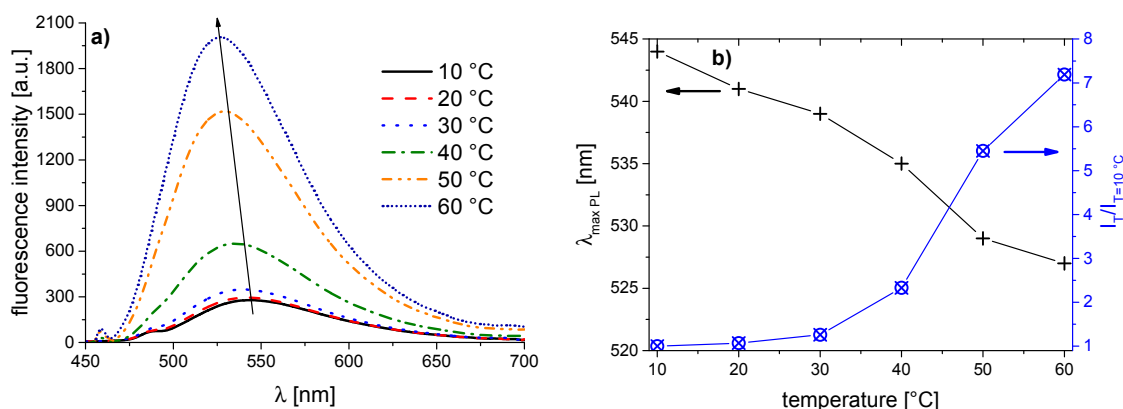 a)
2100
1800
1500
1200
900
600
300
0
fluorescence intensity [a.u.]
10 °C
20 °C
30 °C
40 °C
50 °C
60 °C
450 500 550 600 650 700
λ [nm]
b)
545
540
535
530
525
520
λmax PL [nm]
8
7
6
5
4
3
2
1
IT/IT=10 °C
10 20 30 40 50 60
temperature [°C]